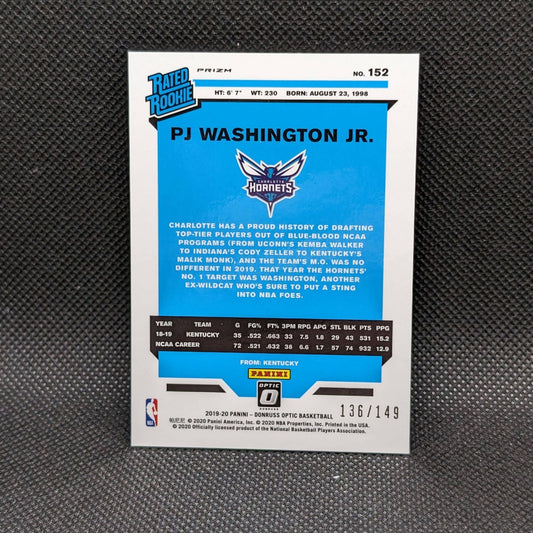 RATED
ROOKIE
PRIZM
NO. 152
HT: 6' 7" WT: 230 BORN: AUGUST 23, 1998
PJ WASHINGTON JR.
CHARLOTTE
HORNETS
CHARLOTTE HAS A PROUD HISTORY OF DRAFTING
TOP-TIER PLAYERS OUT OF BLUE-BLOOD NCAA
PROGRAMS (FROM UCONN'S KEMBA WALKER
TO INDIANA'S CODY ZELLER TO KENTUCKY'S
MALIK MONK), AND THE TEAM'S M.O. WAS NO
DIFFERENT IN 2019. THAT YEAR THE HORNETS'
NO. 1 TARGET WAS WASHINGTON, ANOTHER
EX-WILDCAT WHO'S SURE TO PUT A STING
INTO NBA FOES.
YEAR TEAM G FG% FT% 3PM RPG APG STL BLK PTS PPG
18-19 KENTUCKY 35 .522 .663 33 7.5 1.8 29 43 531 15.2
NCAA CAREER 72 .521 .632 38 6.6 1.7 57 74 932 12.9
FROM: KENTUCKY
PANINI
OPTIC
DONRUSS
NBA
2019-20 PANINI – DONRUSS OPTIC BASKETBALL
136/149
帕尼尼 © 2020 Panini America, Inc. © 2020 NBA Properties, Inc. Printed in the USA.
© 2020 Officially licensed product of the National Basketball Players Association.